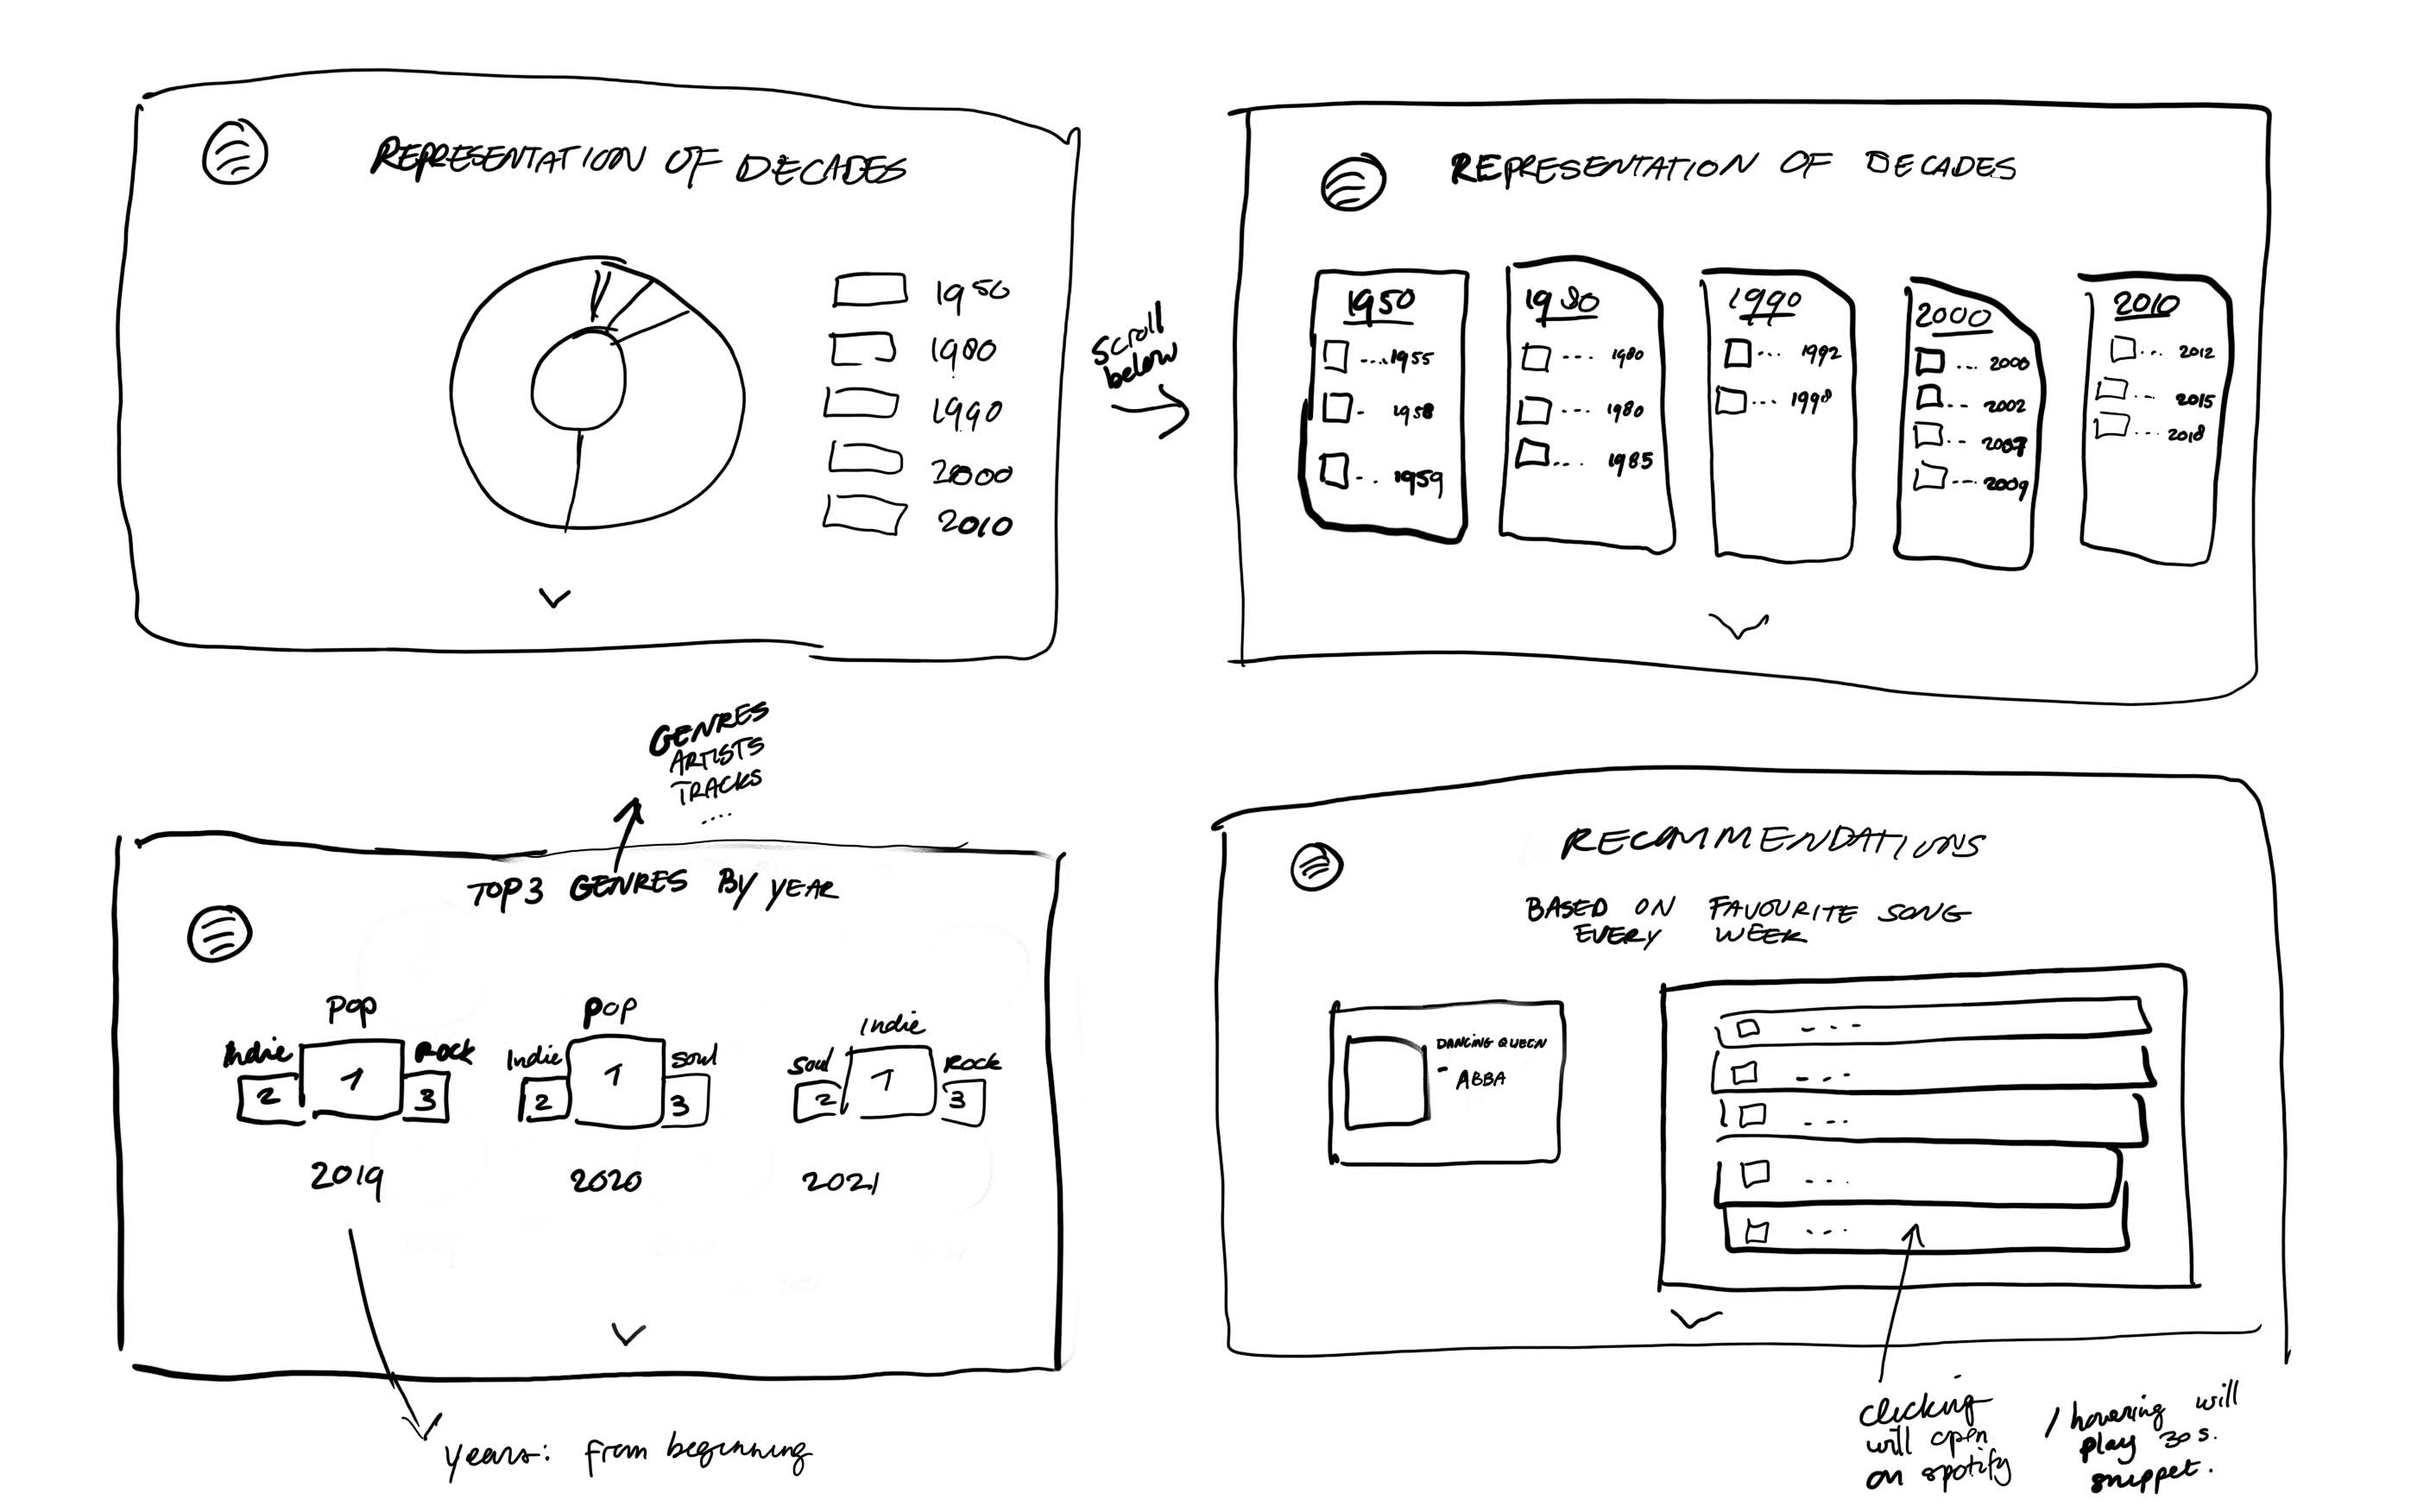 REPRESENTATION OF DECADES
1950
1980
1990
2000
2010
scroll
below
REPRESENTATION OF DECADES
1950
....1955
- 1958
... 1959
1980
--- 1980
--- 1980
.... 1985
1990
... 1992
... 1998
2000
... 2000
... 2002
... 2007
--- 2009
2010
... 2012
... 2015
... 2018
GENRES
ARTISTS
TRACKS
....
TOP 3 GENRES BY YEAR
Pop
Indie
Rock
2
1
3
2019
Pop
Indie
Soul
2
1
3
2020
Indie
Soul
Rock
2
1
3
2021
years: from beginning
RECOMMENDATIONS
BASED ON FAVOURITE SONG
EVERY WEEK
DANCING QUEEN
- ABBA
- - -
- - -
- - -
- - -
- - -
clicking
will open
on spotify
/ hovering will
play 30 s.
snippet.